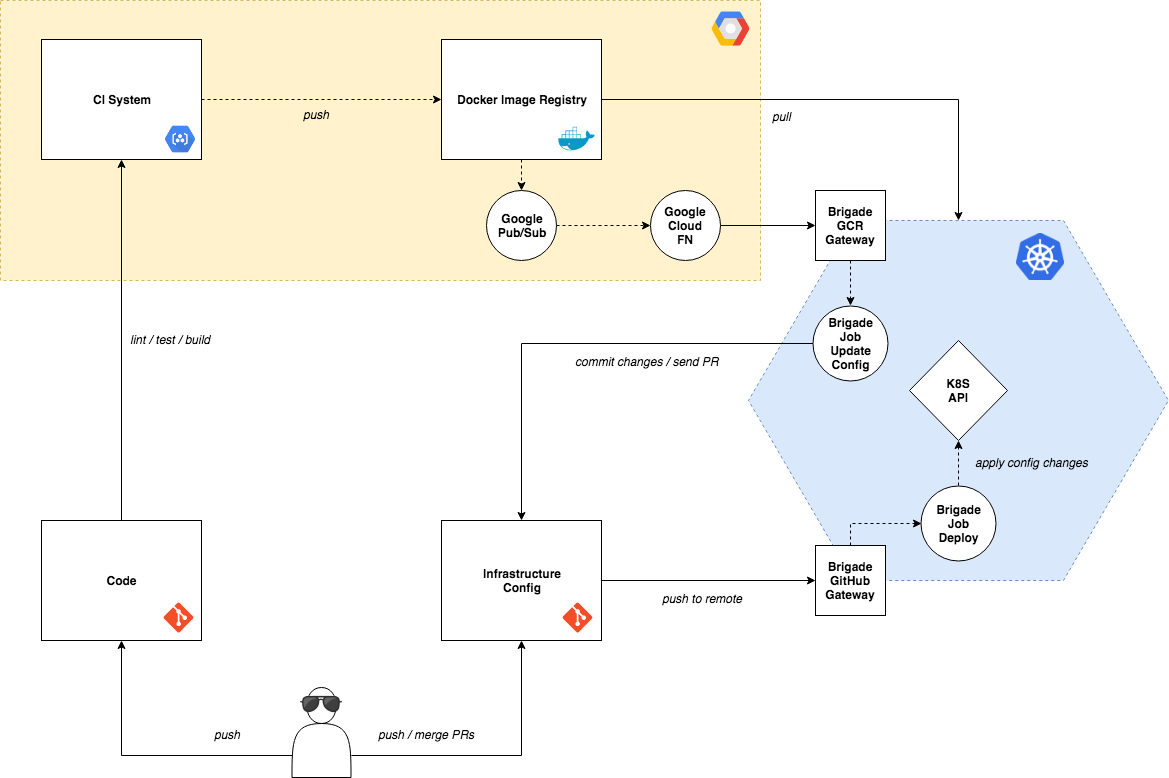 CI System
push
Docker Image Registry
pull
Google
Pub/Sub
Google
Cloud
FN
Brigade
GCR
Gateway
lint / test / build
Brigade
Job
Update
Config
commit changes / send PR
K8S
API
apply config changes
Brigade
Job
Deploy
Code
Infrastructure
Config
Brigade
GitHub
Gateway
push to remote
push
push / merge PRs